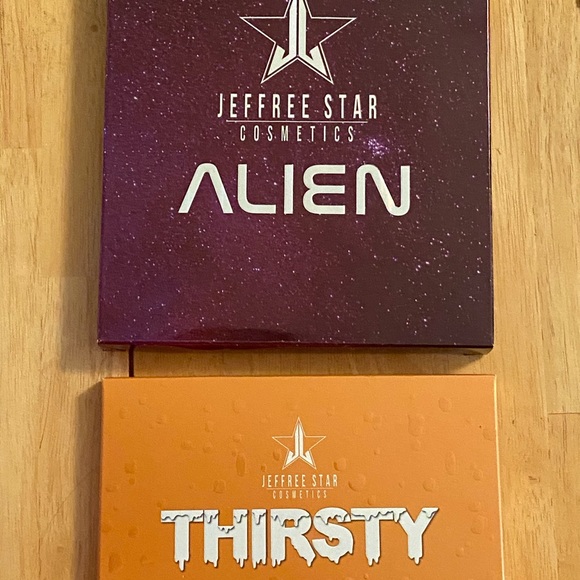 JEFFREE STAR
COSMETICS
ALIEN
JEFFREE STAR
COSMETICS
THIRSTY